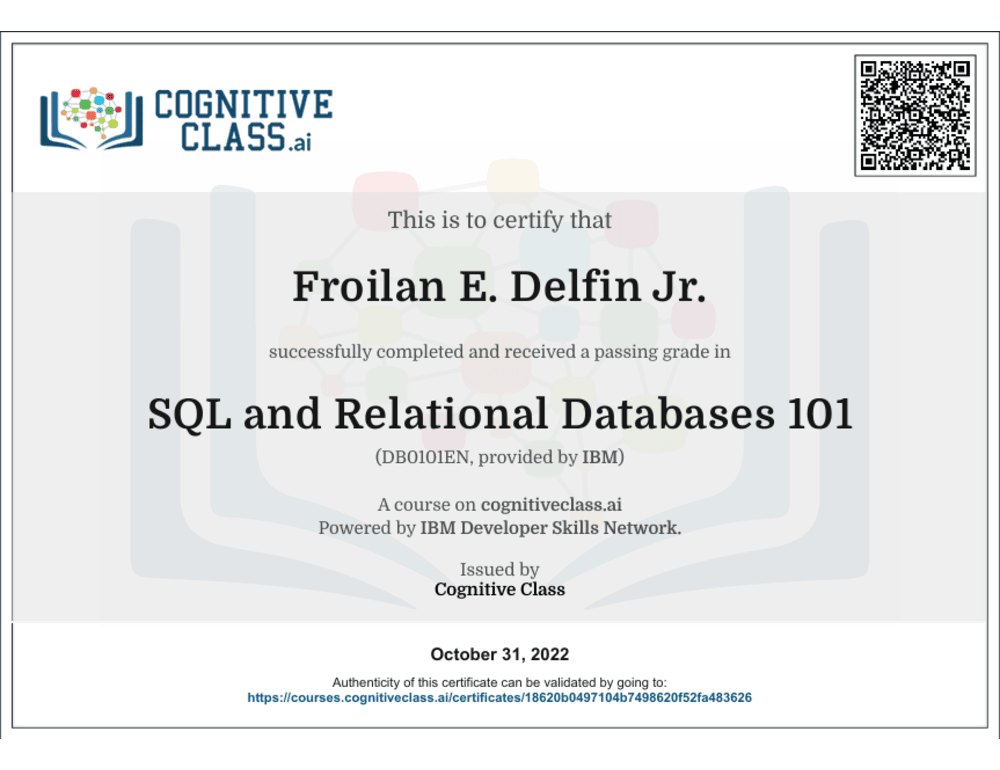 COGNITIVE
CLASS.ai
This is to certify that
Froilan E. Delfin Jr.
successfully completed and received a passing grade in
SQL and Relational Databases 101
(DB0101EN, provided by IBM)
A course on cognitiveclass.ai
Powered by IBM Developer Skills Network.
Issued by
Cognitive Class
October 31, 2022
Authenticity of this certificate can be validated by going to:
https://courses.cognitiveclass.ai/certificates/18620b0497104b7498620f52fa483626